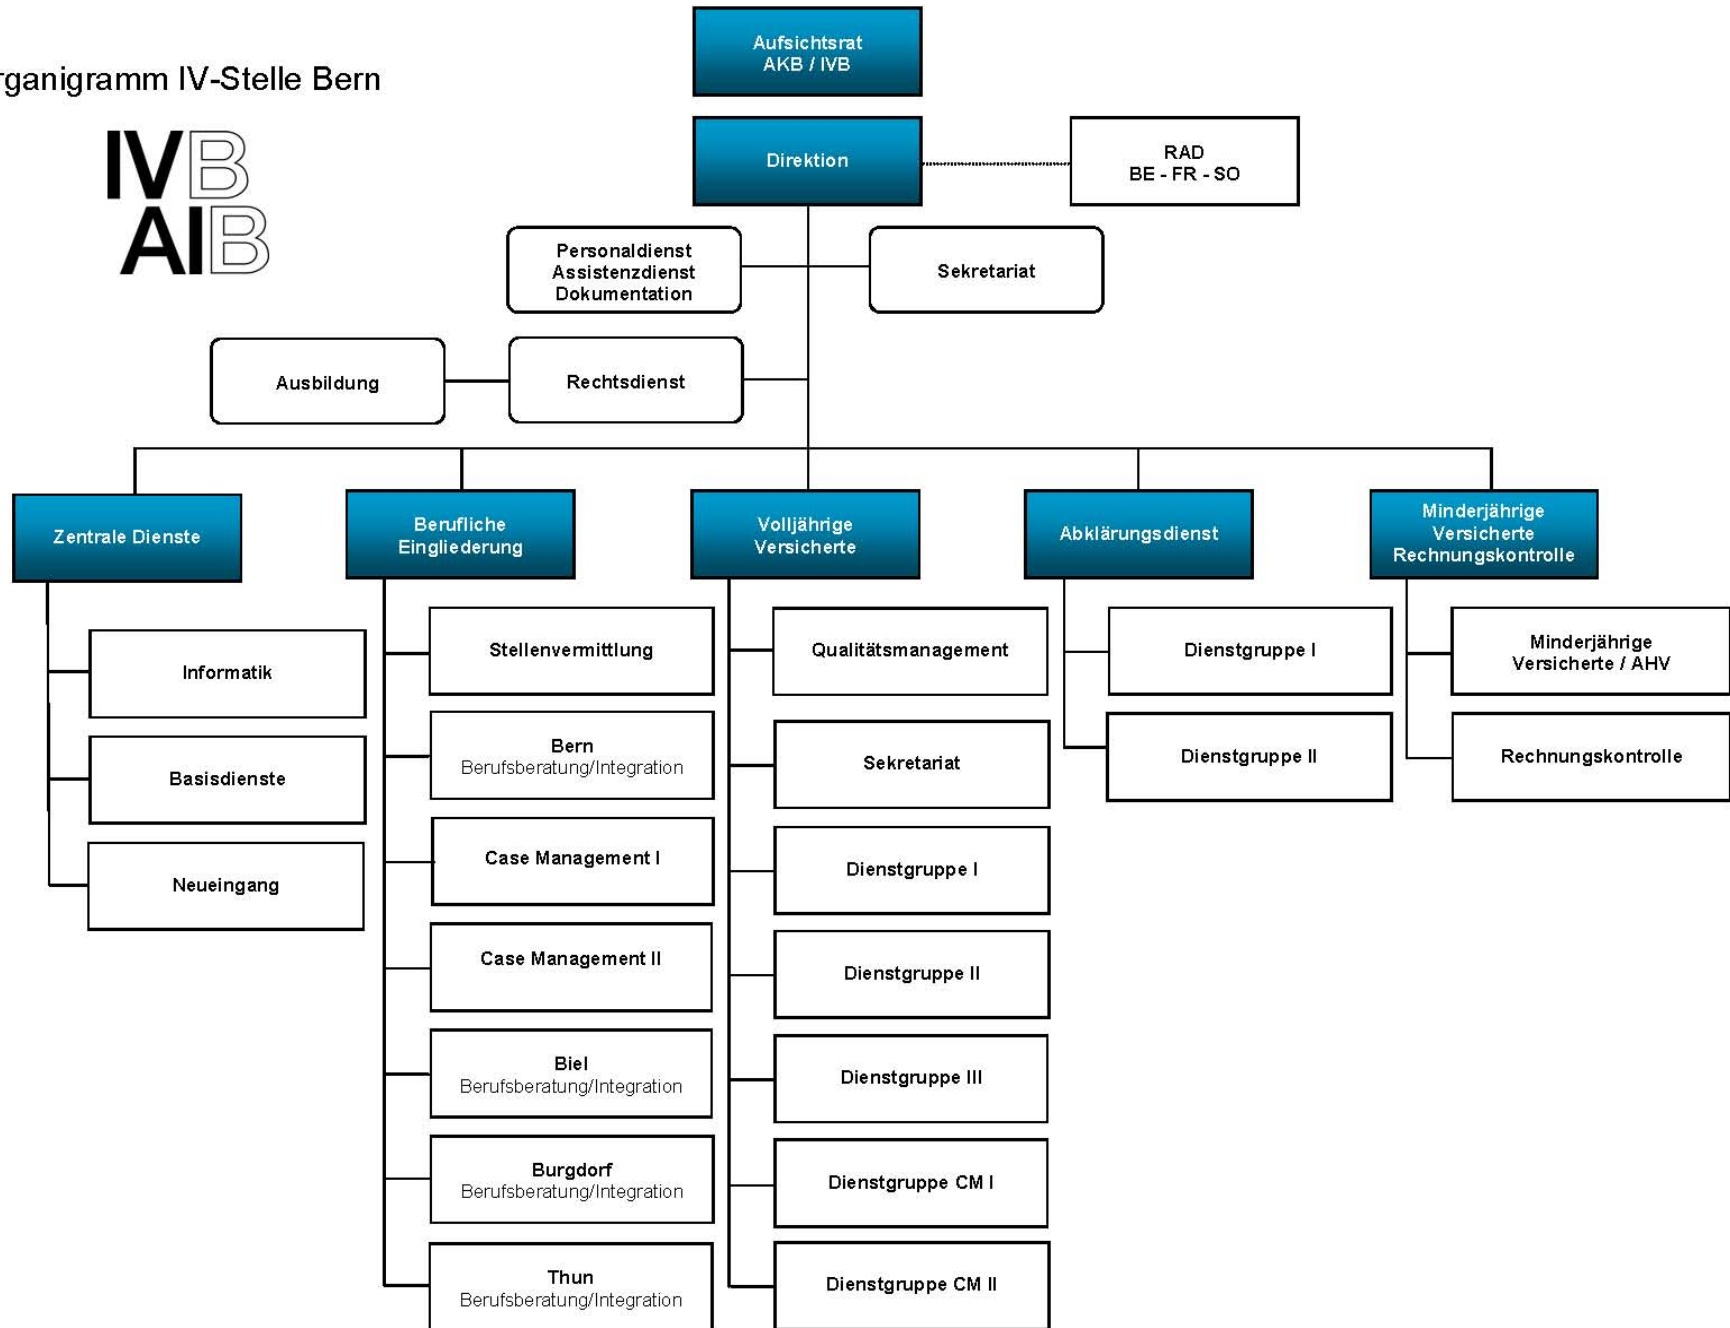 Aufsichtsrat
AKB / IVB
rganigramm IV-Stelle Bern
IVB
AIB
Direktion
RAD
BE - FR - SO
Personaldienst
Assistenzdienst
Dokumentation
Sekretariat
Ausbildung
Rechtsdienst
Zentrale Dienste
Berufliche
Eingliederung
Volljährige
Versicherte
Abklärungsdienst
Minderjährige
Versicherte
Rechnungskontrolle
Informatik
Basisdienste
Neueingang
Stellenvermittlung
Bern
Berufsberatung/Integration
Case Management I
Case Management II
Biel
Berufsberatung/Integration
Burgdorf
Berufsberatung/Integration
Thun
Berufsberatung/Integration
Qualitätsmanagement
Sekretariat
Dienstgruppe I
Dienstgruppe II
Dienstgruppe III
Dienstgruppe CM I
Dienstgruppe CM II
Dienstgruppe I
Dienstgruppe II
Minderjährige
Versicherte / AHV
Rechnungskontrolle